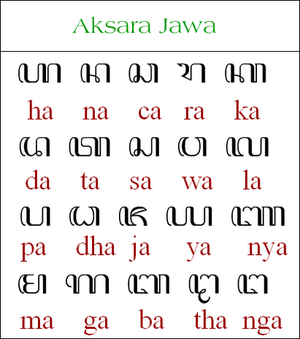 Aksara Jawa
ꦲ ꦤ ꦕ ꦫ ꦏ
ha na ca ra ka
ꦢ ꦠ ꦱ ꦮ ꦭ
da ta sa wa la
ꦥ ꦝ ꦗ ꦪ ꦚ
pa dha ja ya nya
ꦩ ꦒ ꦧ ꦛ ꦔ
ma ga ba tha nga